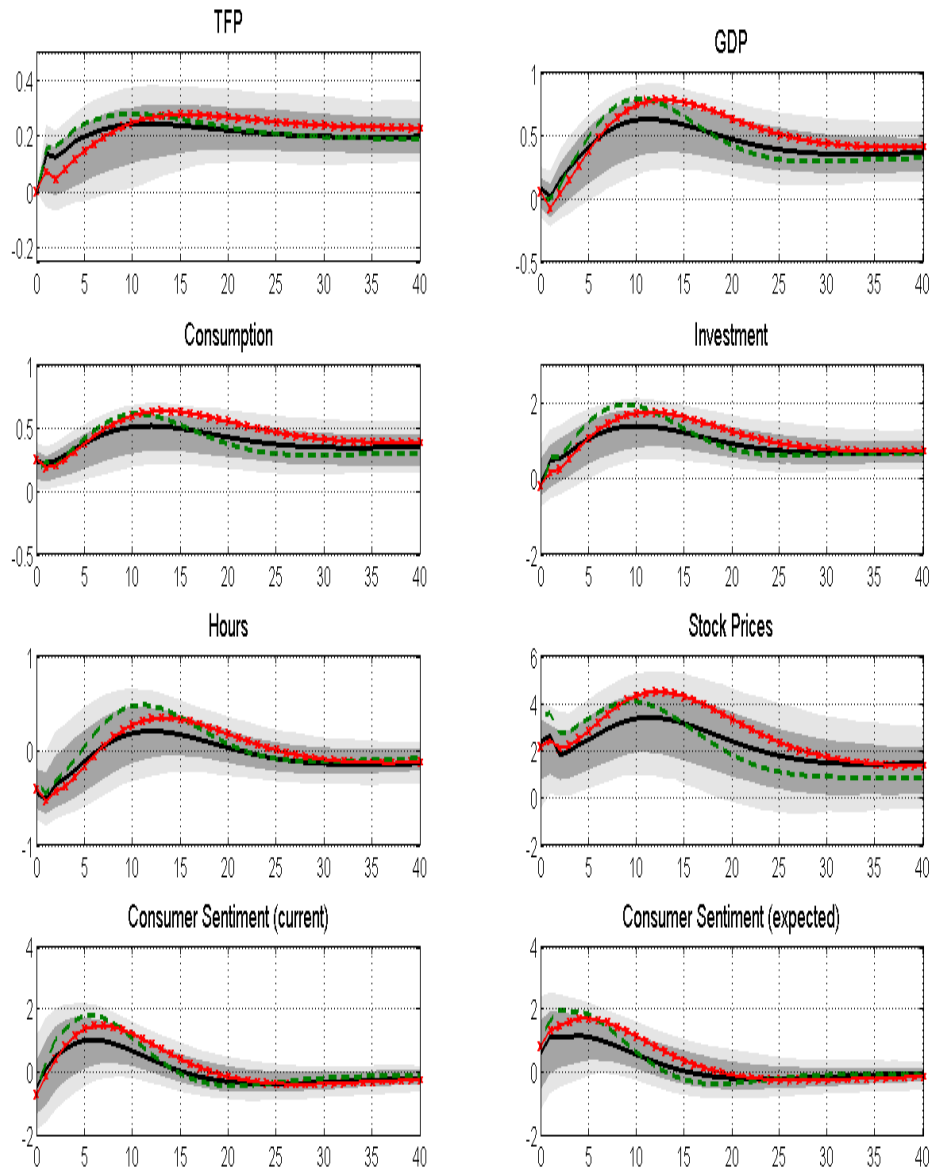 TFP
0.4
0.2
0
-0.2
0 5 10 15 20 25 30 35 40
GDP
1
0.5
0
-0.5
0 5 10 15 20 25 30 35 40
Consumption
1
0.5
0
-0.5
0 5 10 15 20 25 30 35 40
Investment
2
0
-2
0 5 10 15 20 25 30 35 40
Hours
1
0
-1
0 5 10 15 20 25 30 35 40
Stock Prices
6
4
2
0
-2
0 5 10 15 20 25 30 35 40
Consumer Sentiment (current)
4
2
0
-2
0 5 10 15 20 25 30 35 40
Consumer Sentiment (expected)
4
2
0
-2
0 5 10 15 20 25 30 35 40